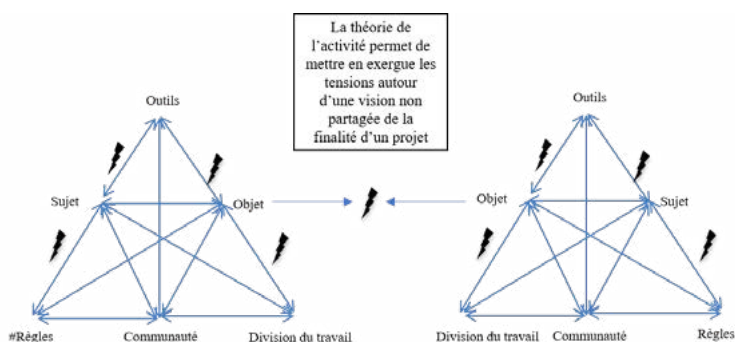 La théorie de
l'activité permet de
mettre en exergue les
tensions autour
d'une vision non
partagée de la
finalité d'un projet
Outils
Outils
Sujet
Objet
Objet
Sujet
#Règles
Communauté
Division du travail
Division du travail
Communauté
Règles